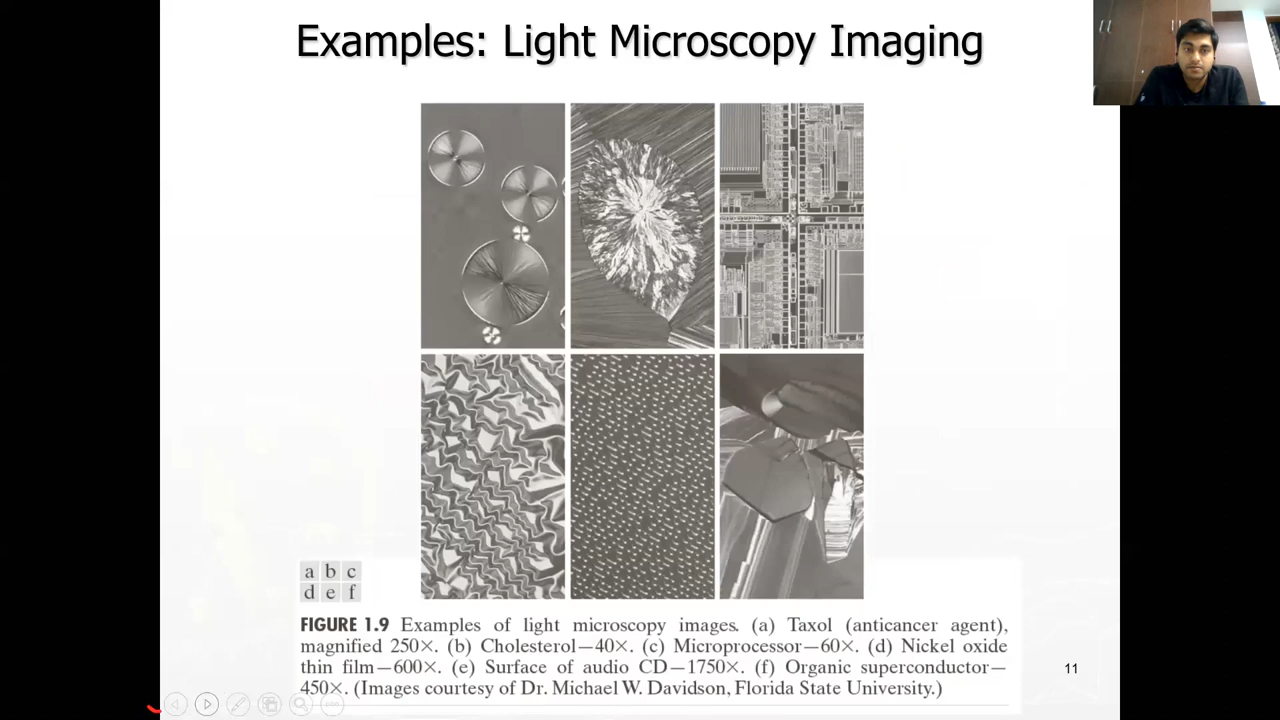 Examples: Light Microscopy Imaging
a b c
d e f
FIGURE 1.9 Examples of light microscopy images. (a) Taxol (anticancer agent),
magnified 250×. (b) Cholesterol—40×. (c) Microprocessor—60×. (d) Nickel oxide
thin film—600×. (e) Surface of audio CD—1750×. (f) Organic superconductor—
450×. (Images courtesy of Dr. Michael W. Davidson, Florida State University.)
11